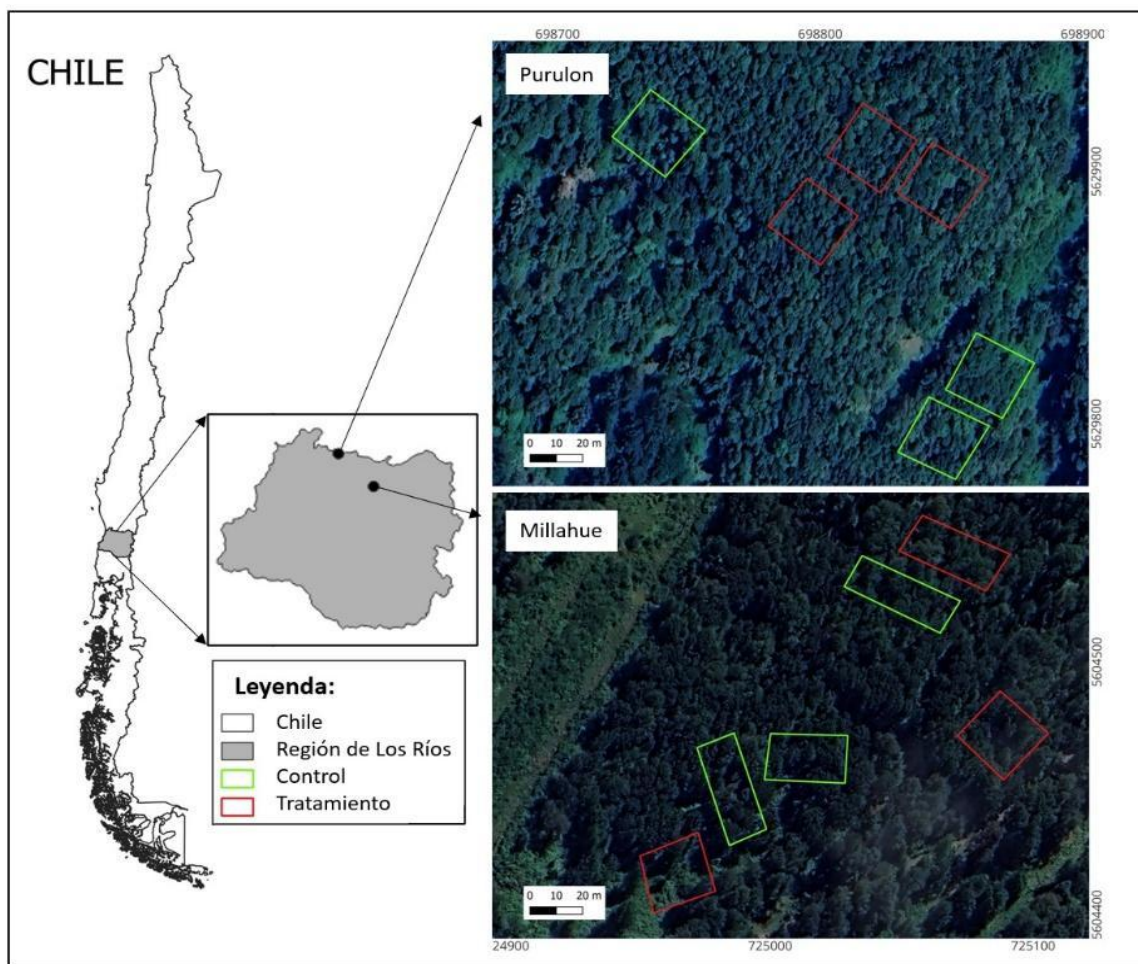 CHILE
698700
698800
698900
Purulon
5629900
5629800
0 10 20 m
Millahue
5604500
5604400
0 10 20 m
24900
725000
725100
Leyenda:
Chile
Región de Los Ríos
Control
Tratamiento